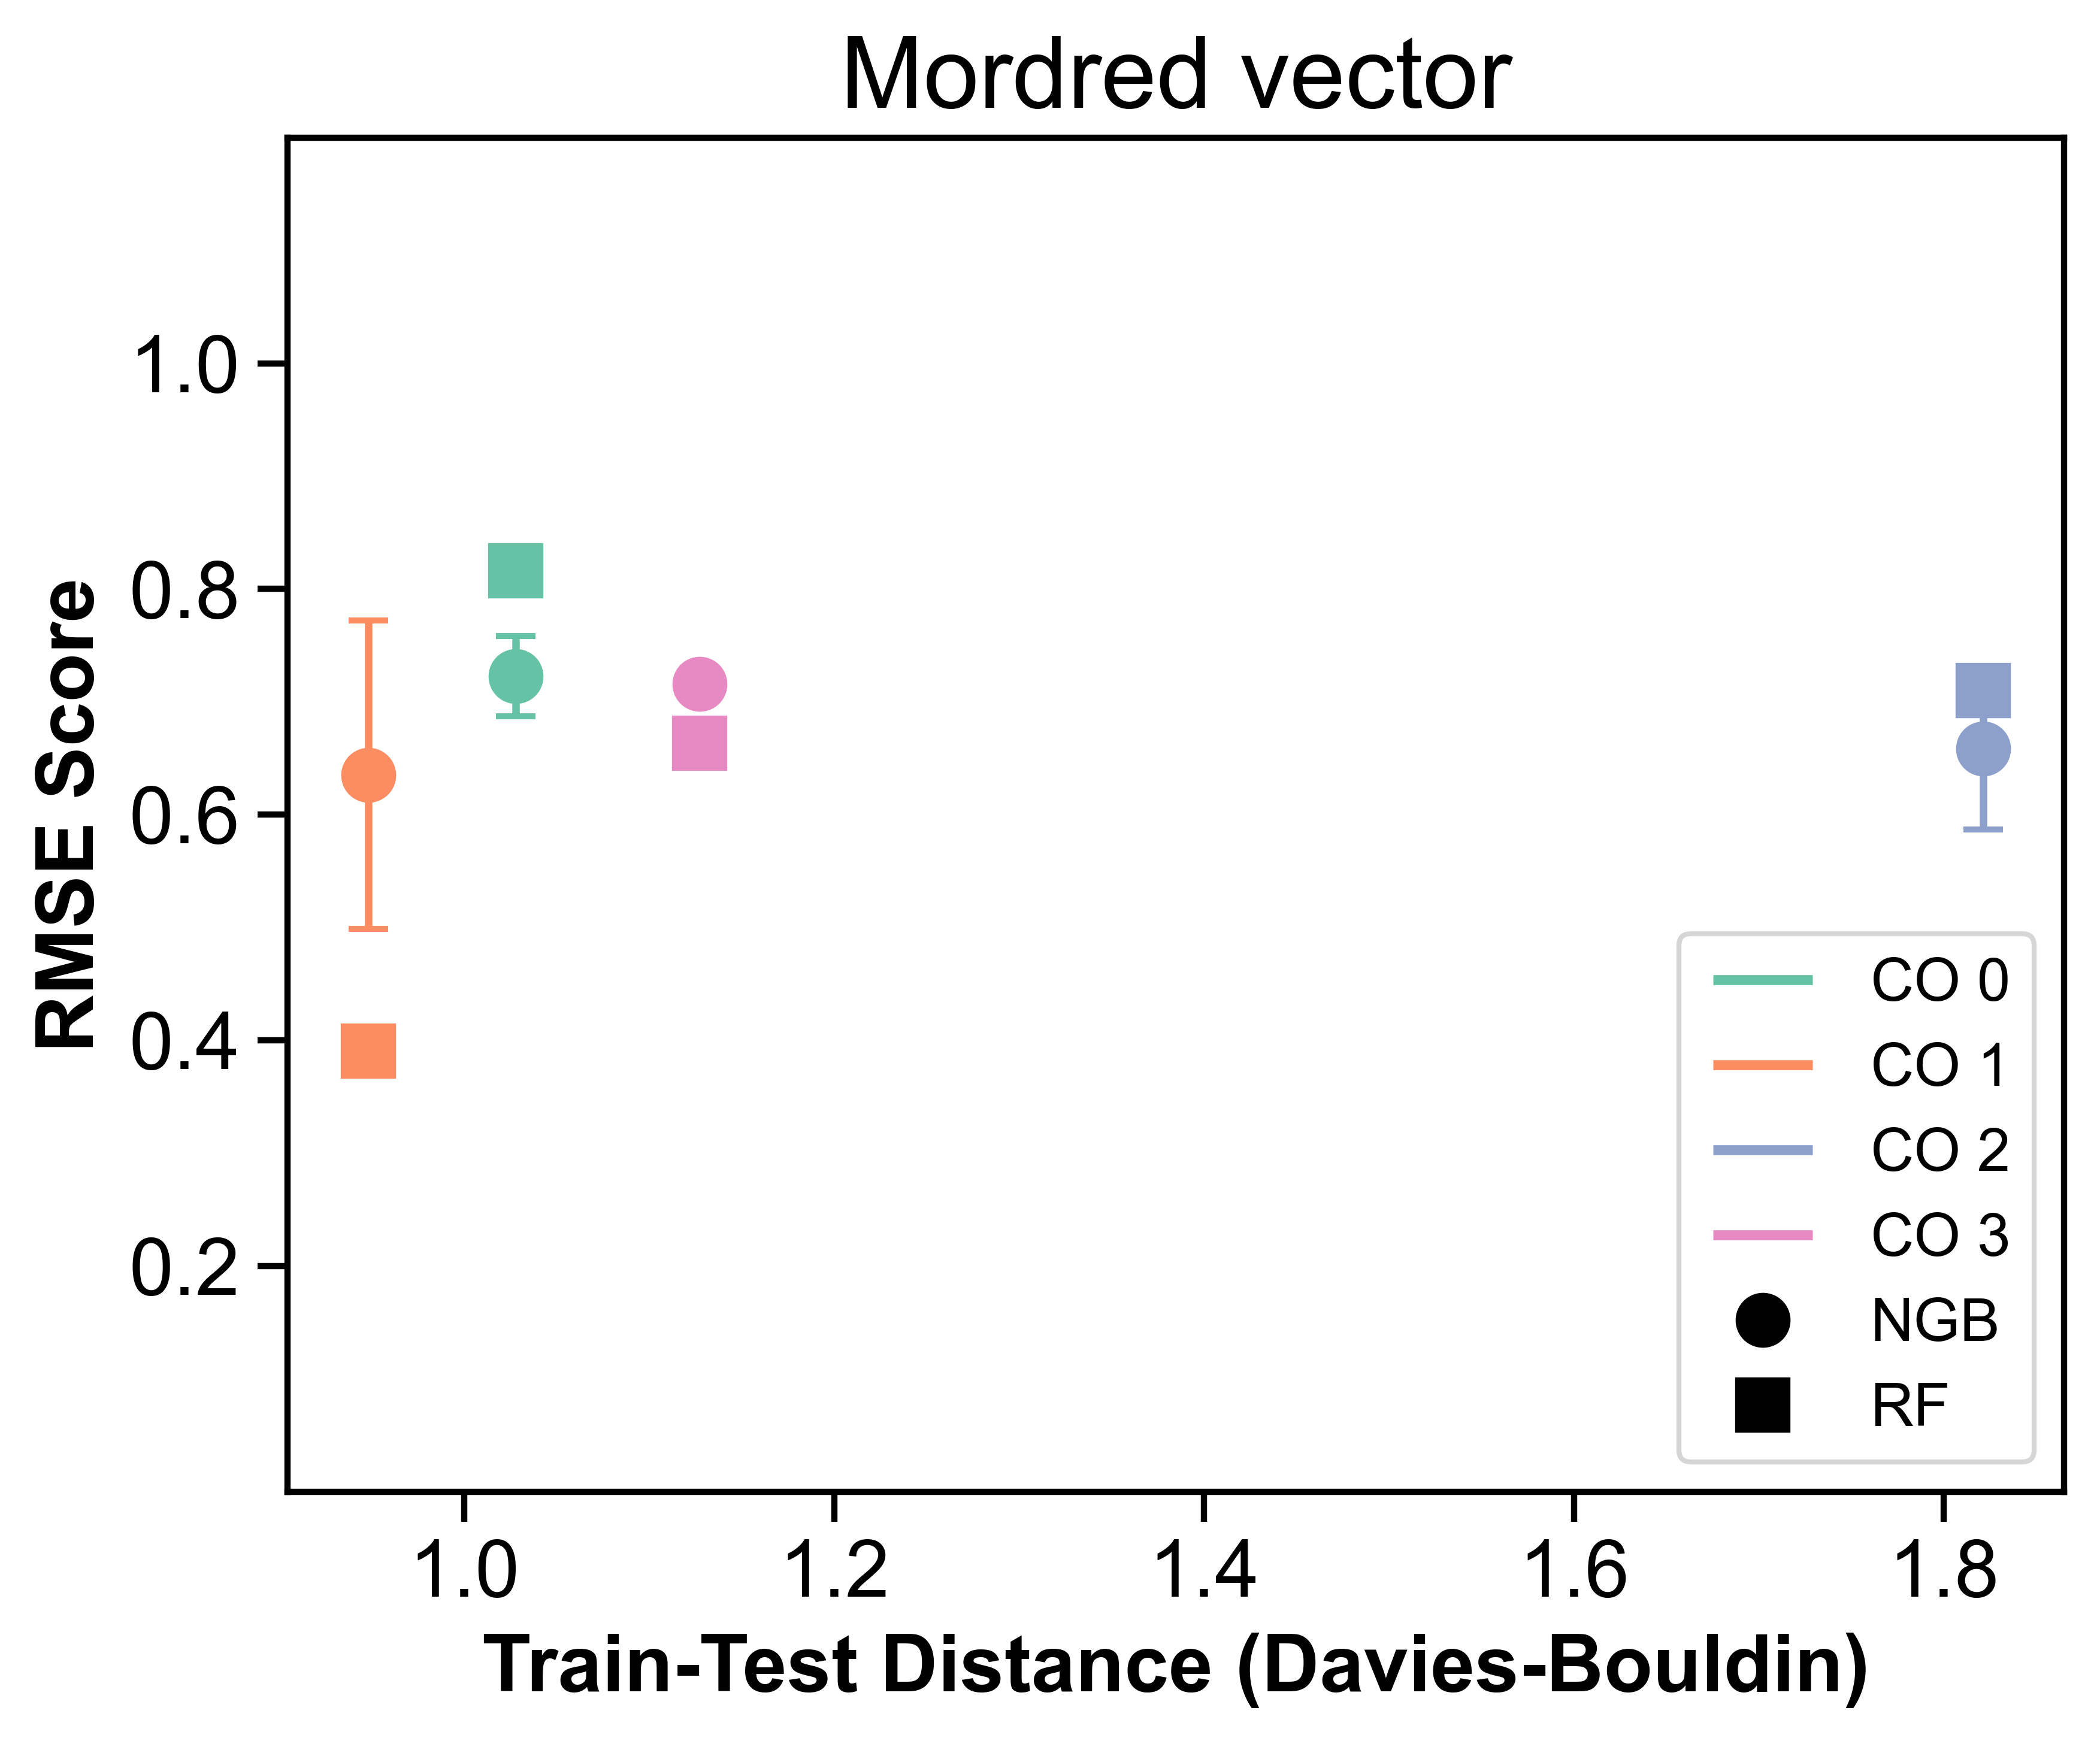 Mordred vector
RMSE Score
1.0
0.8
0.6
0.4
0.2
CO 0
CO 1
CO 2
CO 3
NGB
RF
1.0 1.2 1.4 1.6 1.8
Train-Test Distance (Davies-Bouldin)